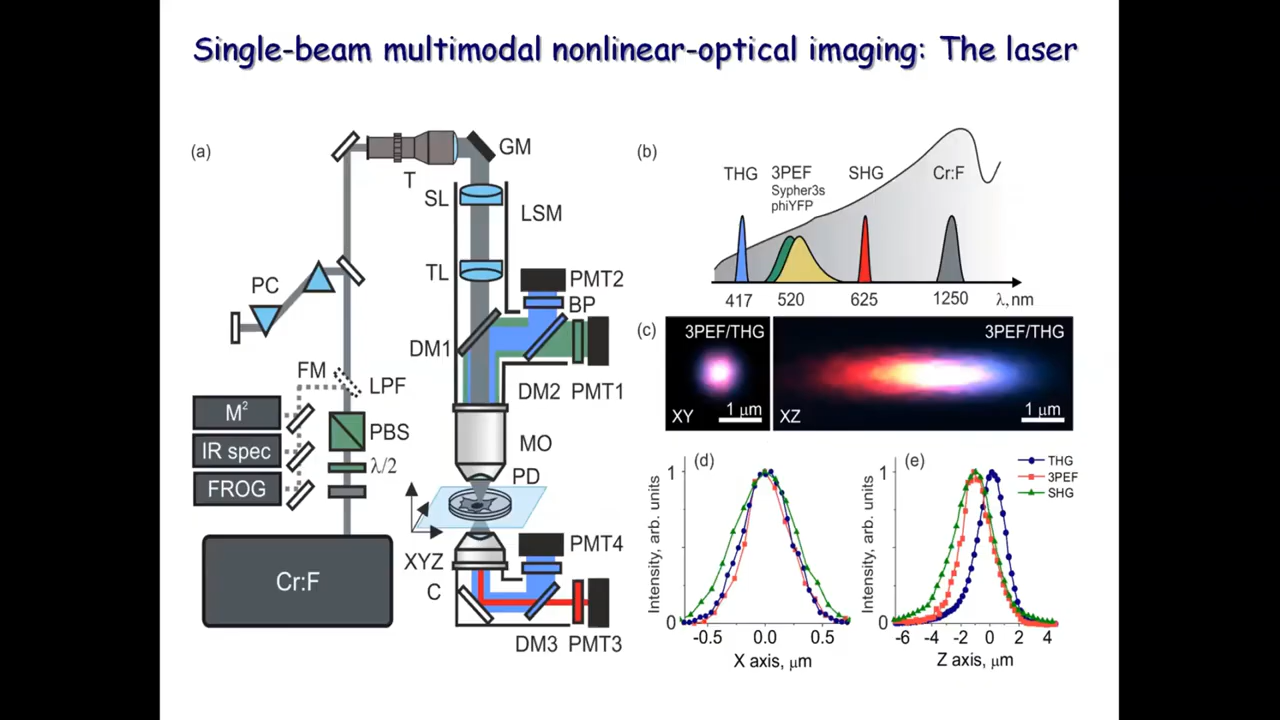 Single-beam multimodal nonlinear-optical imaging: The laser
(a)
GM
T
SL
LSM
TL
PMT2
BP
PC
DM1
FM
LPF
DM2 PMT1
M²
PBS
MO
IR spec
λ/2
FROG
PD
XYZ
PMT4
Cr:F
C
DM3 PMT3
(b)
THG 3PEF SHG Cr:F
Sypher3s
phiYFP
417 520 625 1250 λ, nm
(c)
3PEF/THG
XY
1 μm
3PEF/THG
XZ
1 μm
(d)
Intensity, arb. units
1
0
-0.5 0.0 0.5
X axis, μm
(e)
THG
3PEF
SHG
Intensity, arb. units
1
0
-6 -4 -2 0 2 4
Z axis, μm